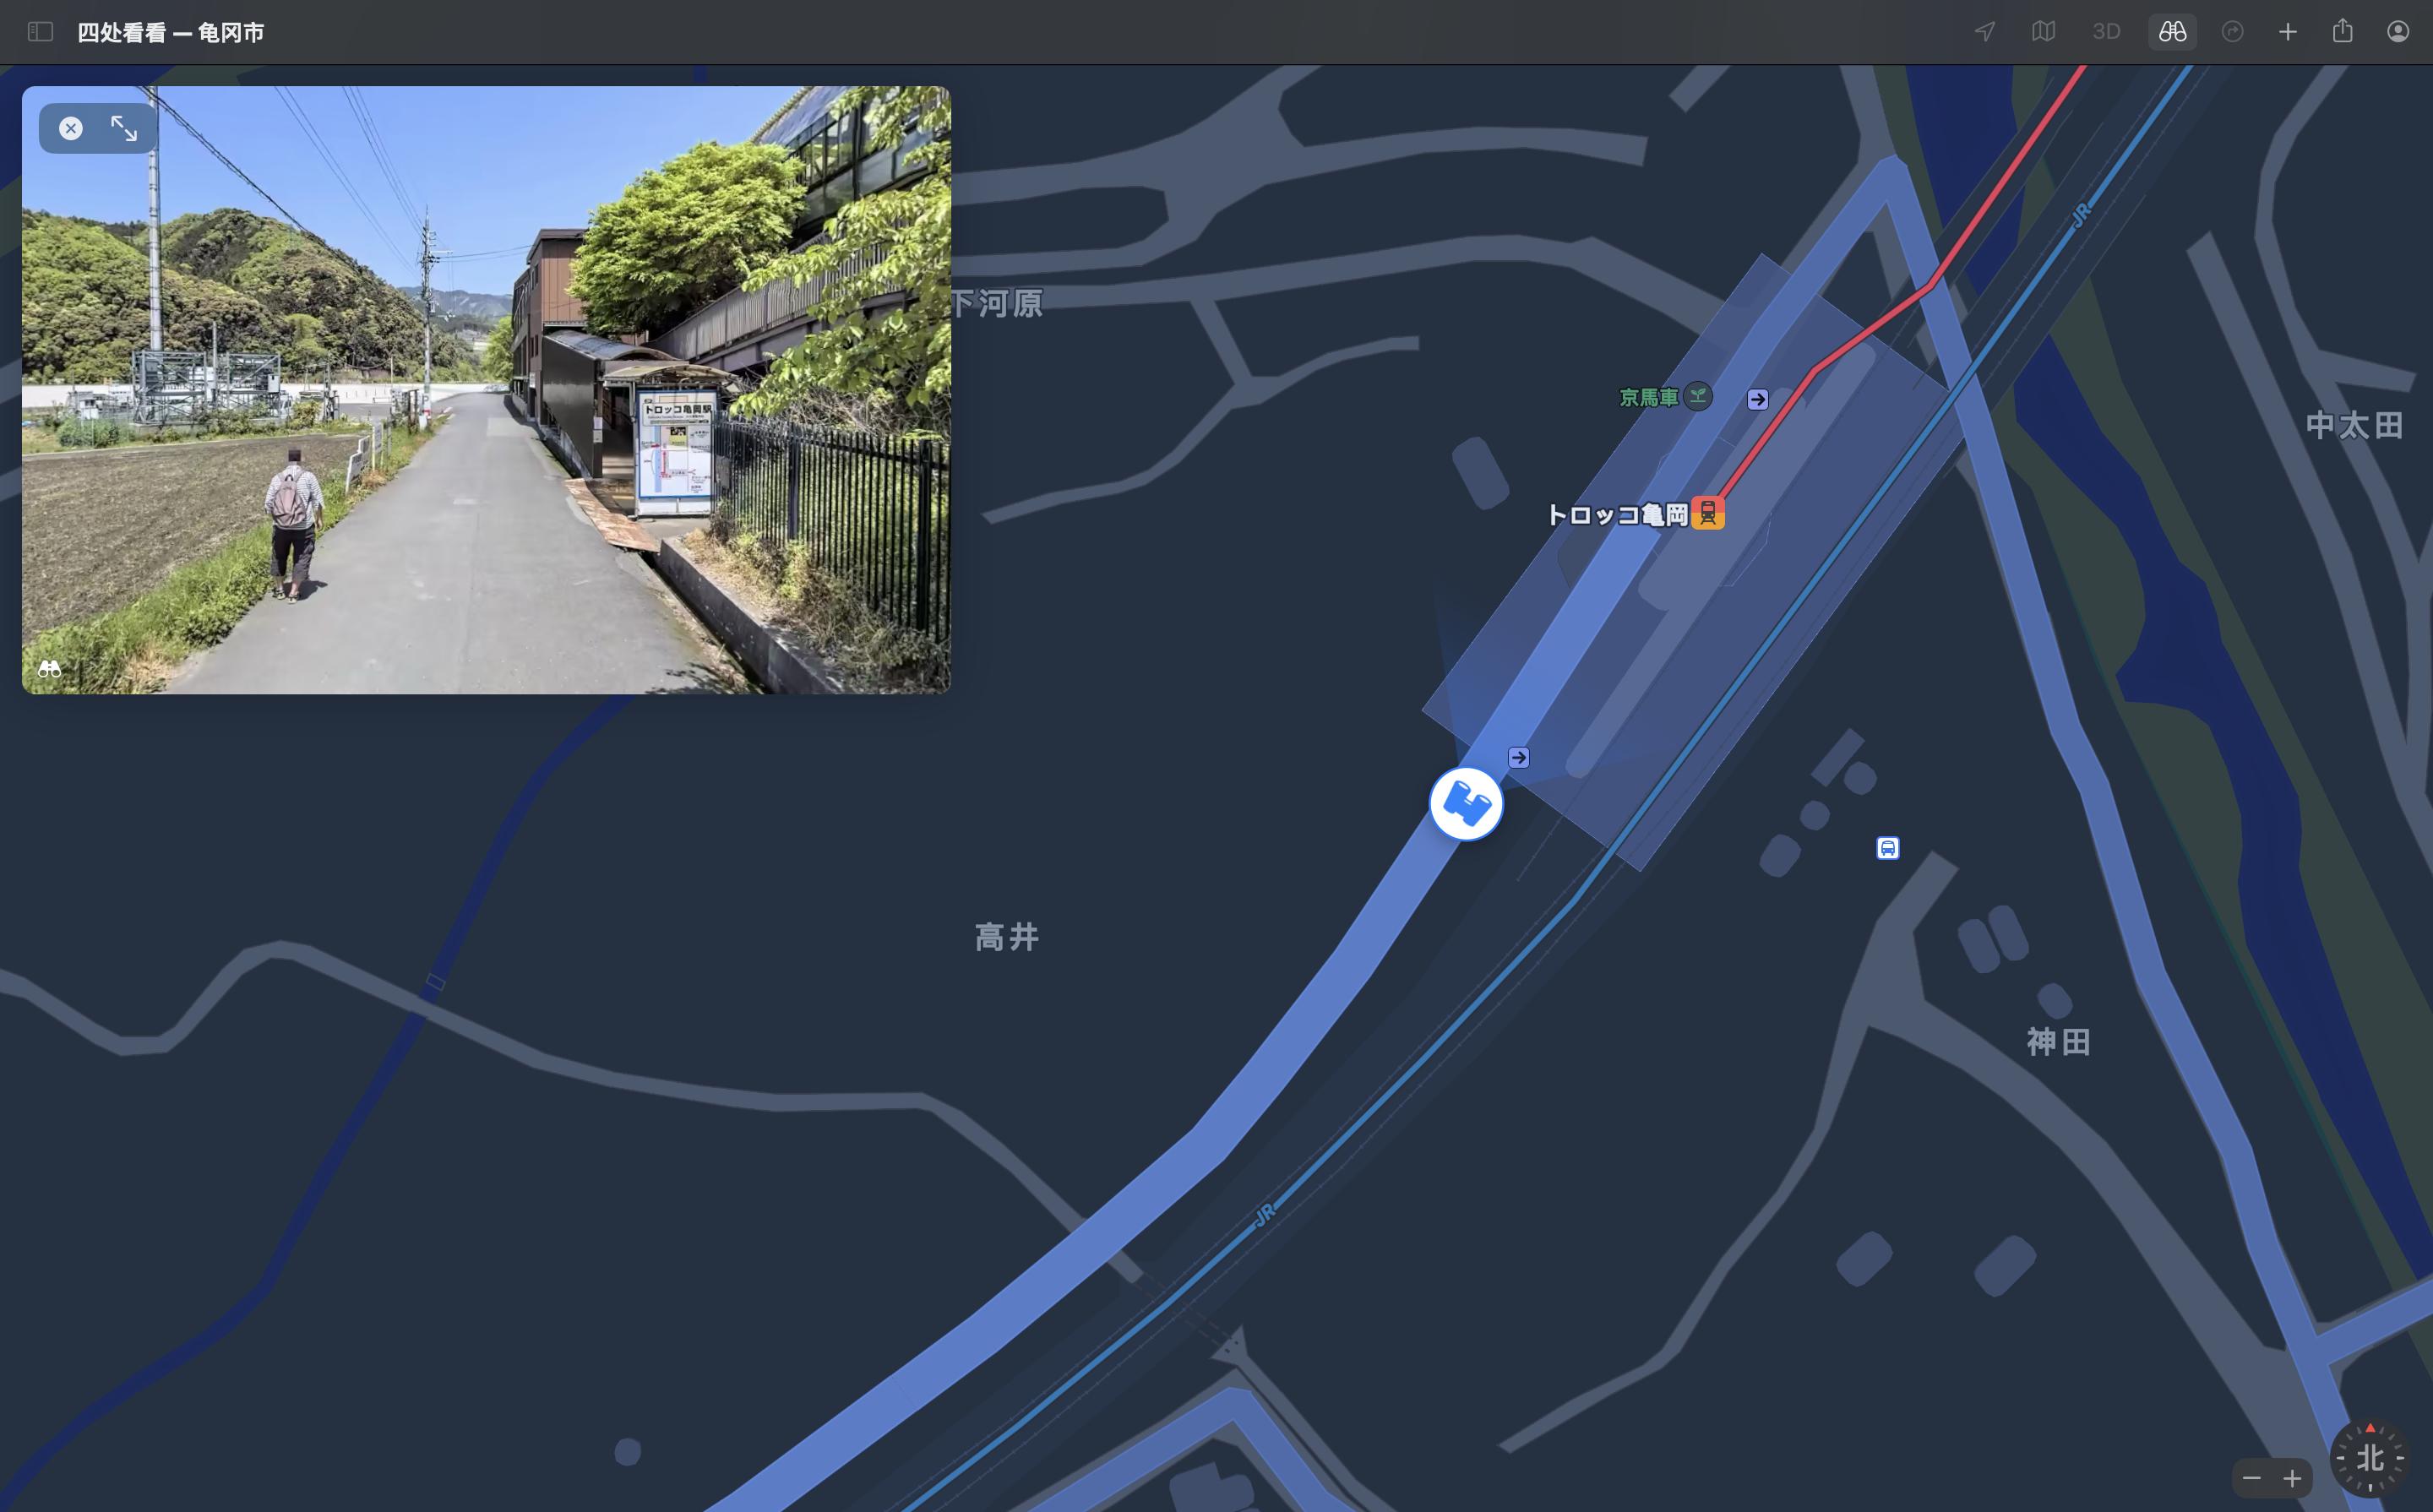 四处看看 — 亀冈市
3D
トロッコ亀岡駅
下河原
JR
中太田
京馬車
トロッコ亀岡
高井
神田
JR
北